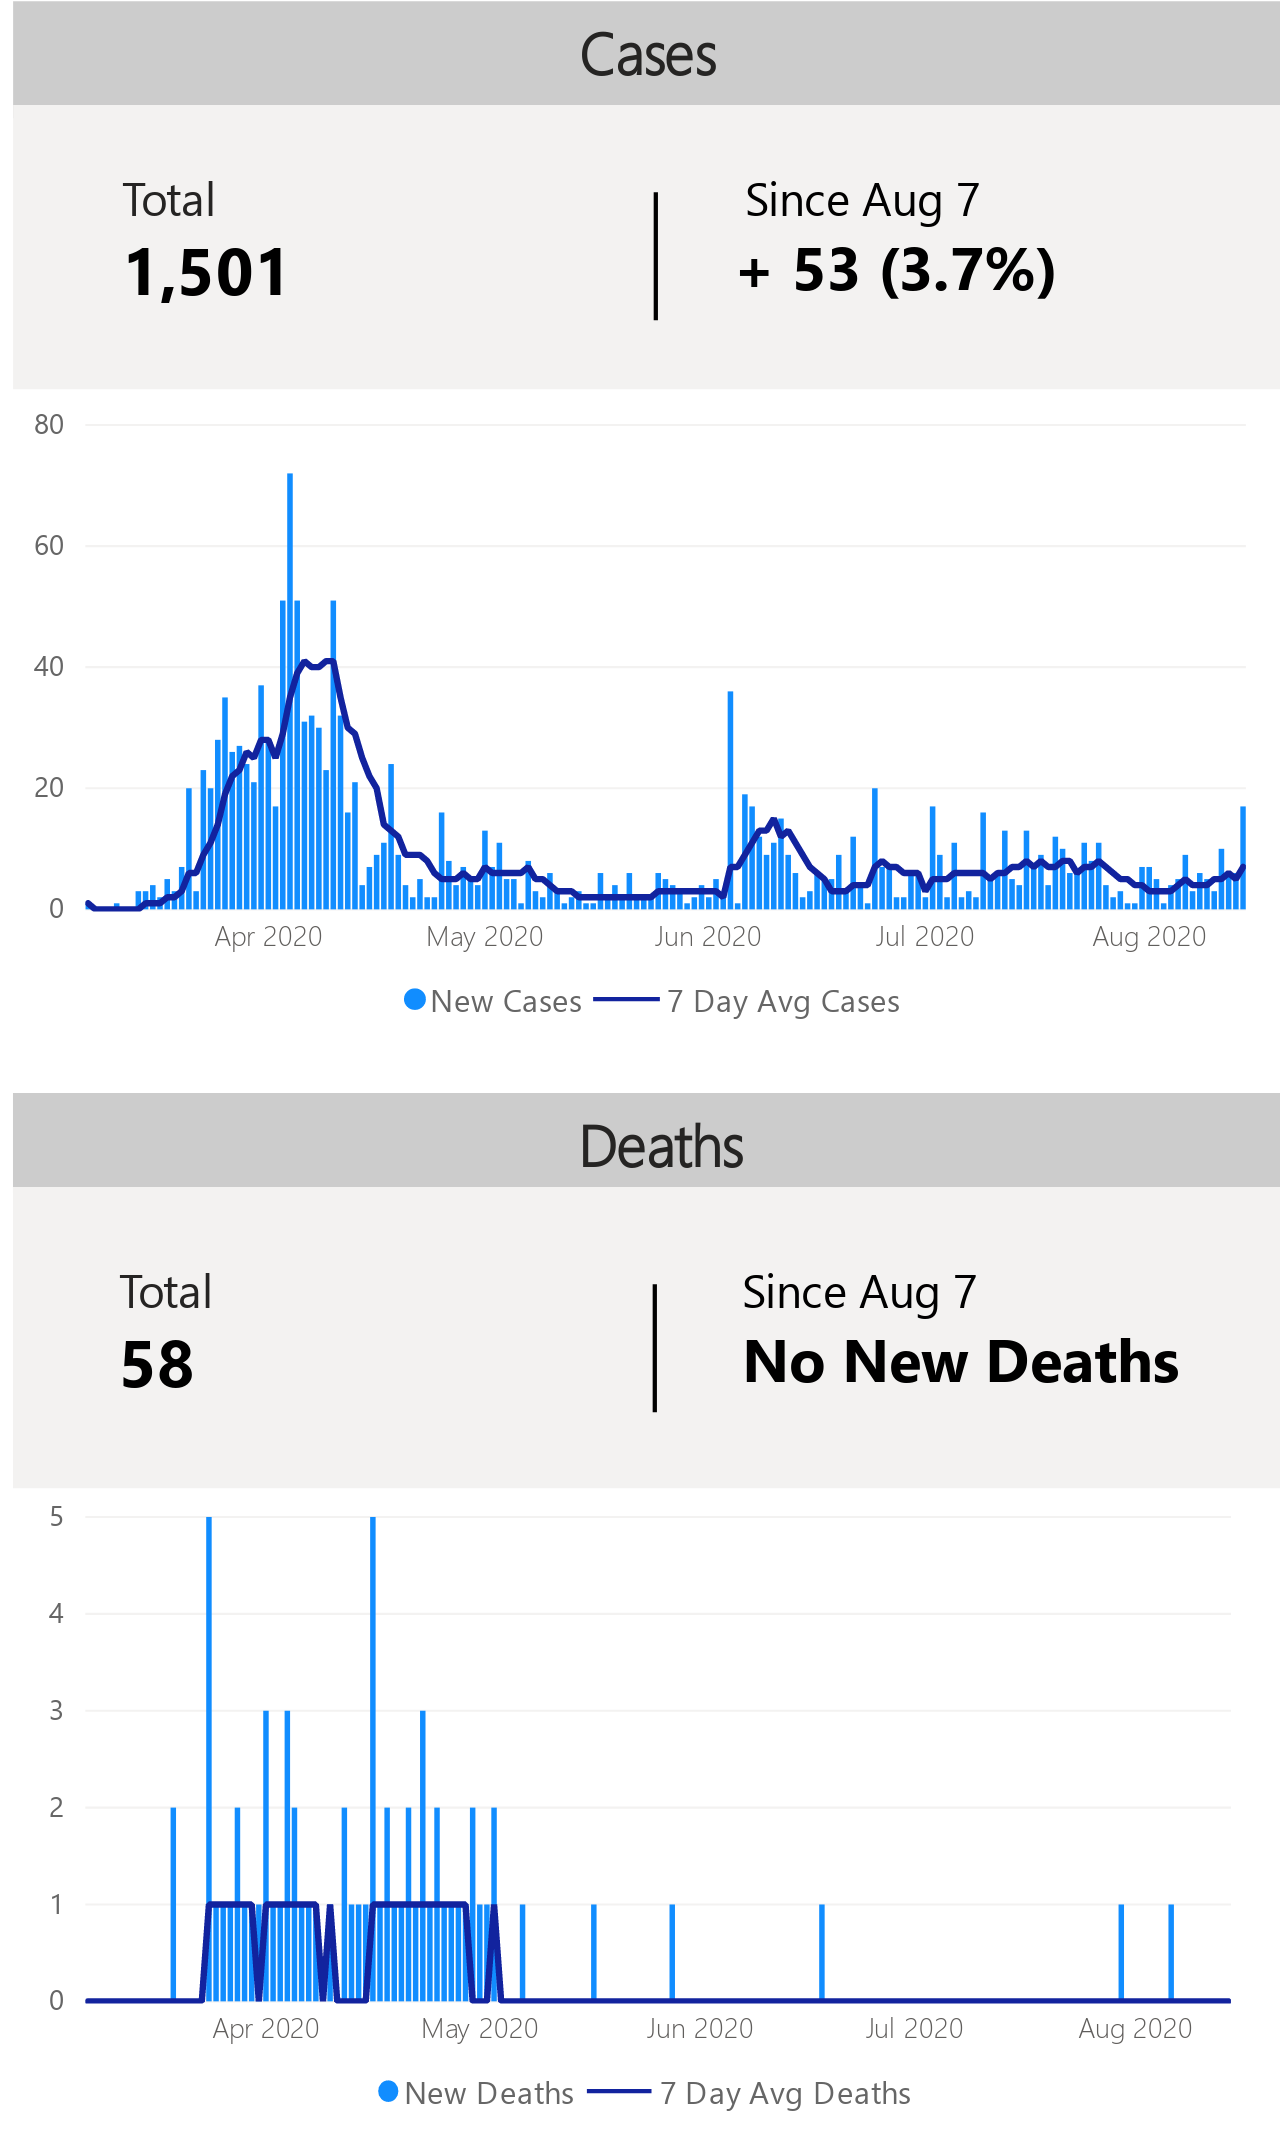 Cases
Total
Since Aug 7
1,501
+ 53 (3.7%)
80
60
40
20
0
Apr 2020 May 2020 Jun 2020 Jul 2020 Aug 2020
New Cases 7 Day Avg Cases
Deaths
Total
Since Aug 7
58
No New Deaths
5
4
3
2
1
0
Apr 2020 May 2020 Jun 2020 Jul 2020 Aug 2020
New Deaths 7 Day Avg Deaths